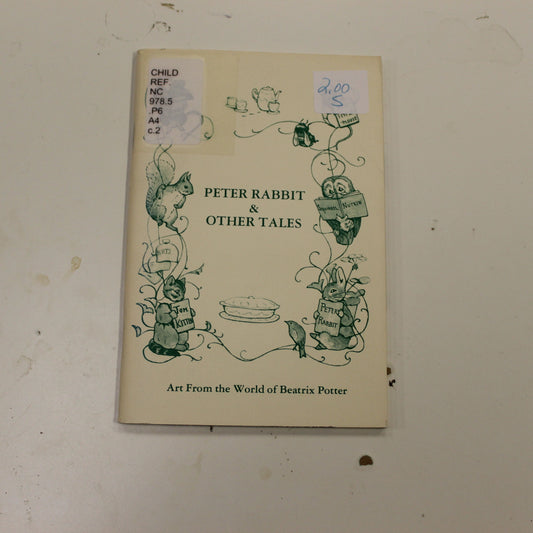 CHILD
REF.
NC
978.5
.P6
A4
c.2
2.00
S
PETER RABBIT
&
OTHER TALES
SQUIRREL NUTKIN
TOM
KITTEN
PETER
RABBIT
Art From the World of Beatrix Potter